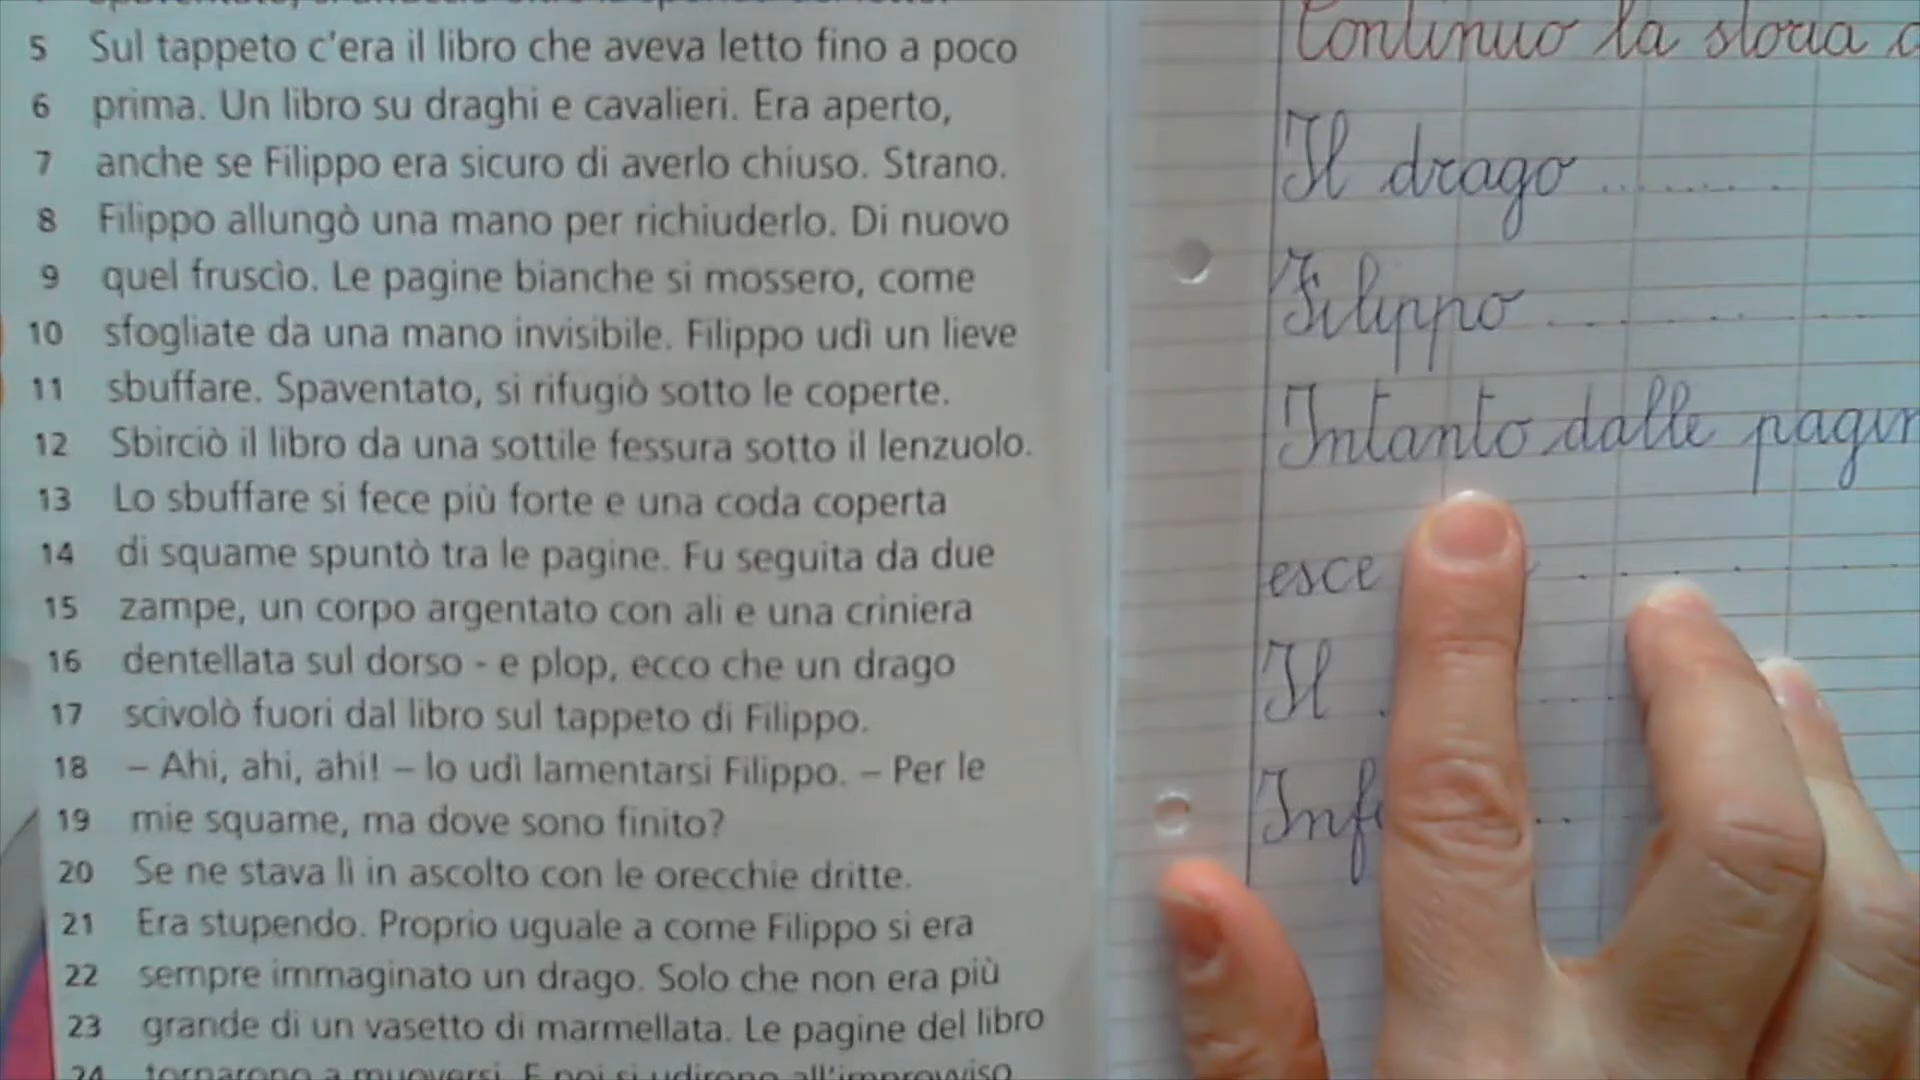 5 Sul tappeto c'era il libro che aveva letto fino a poco
6 prima. Un libro su draghi e cavalieri. Era aperto,
7 anche se Filippo era sicuro di averlo chiuso. Strano.
8 Filippo allungò una mano per richiuderlo. Di nuovo
9 quel fruscìo. Le pagine bianche si mossero, come
10 sfogliate da una mano invisibile. Filippo udì un lieve
11 sbuffare. Spaventato, si rifugiò sotto le coperte.
12 Sbirciò il libro da una sottile fessura sotto il lenzuolo.
13 Lo sbuffare si fece più forte e una coda coperta
14 di squame spuntò tra le pagine. Fu seguita da due
15 zampe, un corpo argentato con ali e una criniera
16 dentellata sul dorso - e plop, ecco che un drago
17 scivolò fuori dal libro sul tappeto di Filippo.
18 – Ahi, ahi, ahi! – lo udì lamentarsi Filippo. – Per le
19 mie squame, ma dove sono finito?
20 Se ne stava lì in ascolto con le orecchie dritte.
21 Era stupendo. Proprio uguale a come Filippo si era
22 sempre immaginato un drago. Solo che non era più
23 grande di un vasetto di marmellata. Le pagine del libro
24 tornarono a muoversi. E poi si udirono all'improvviso
Continuo la storia
Il drago ........
Filippo ........
Intanto dalle pagin
esce ........
Il ........
Inf